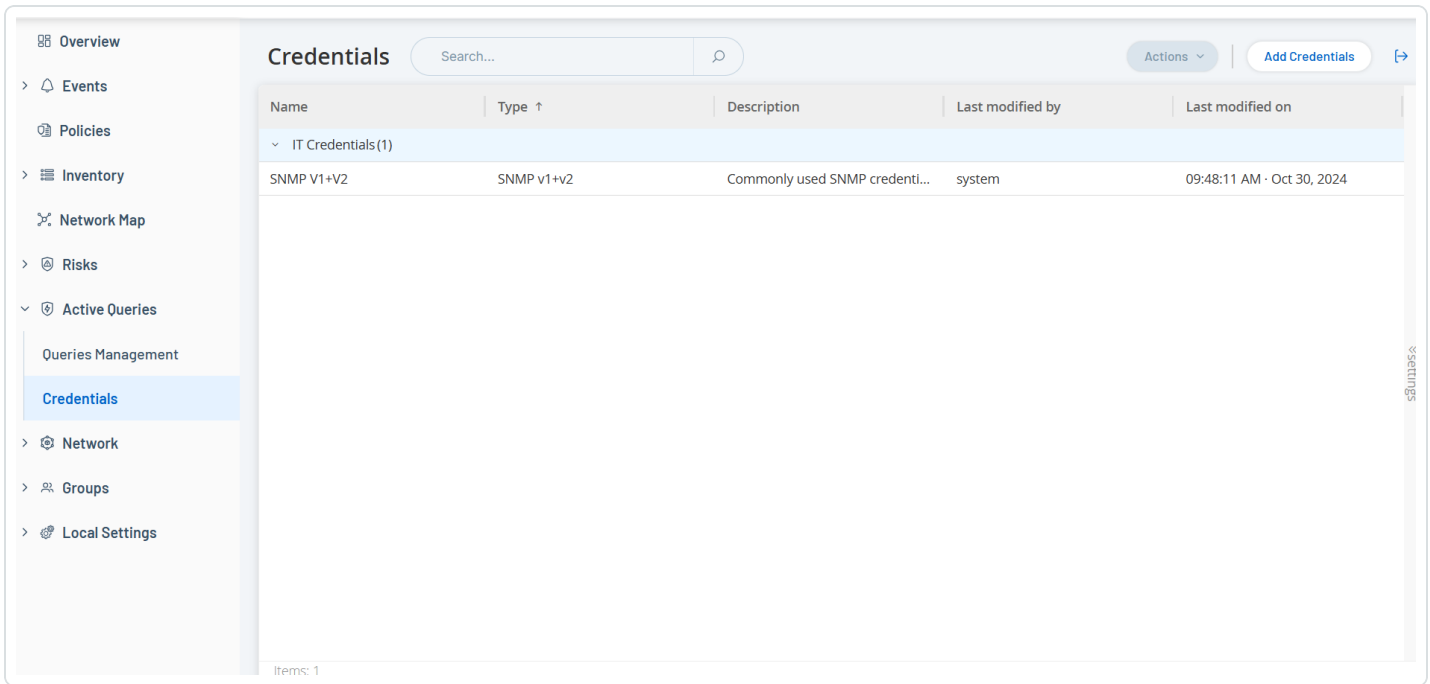 Overview
Events
Policies
Inventory
Network Map
Risks
Active Queries
Queries Management
Credentials
Network
Groups
Local Settings
Credentials
Search...
Actions
Add Credentials
Name Type ↑ Description Last modified by Last modified on
IT Credentials (1)
SNMP V1+V2 SNMP v1+v2 Commonly used SNMP credenti... system 09:48:11 AM · Oct 30, 2024
«settings
Items: 1